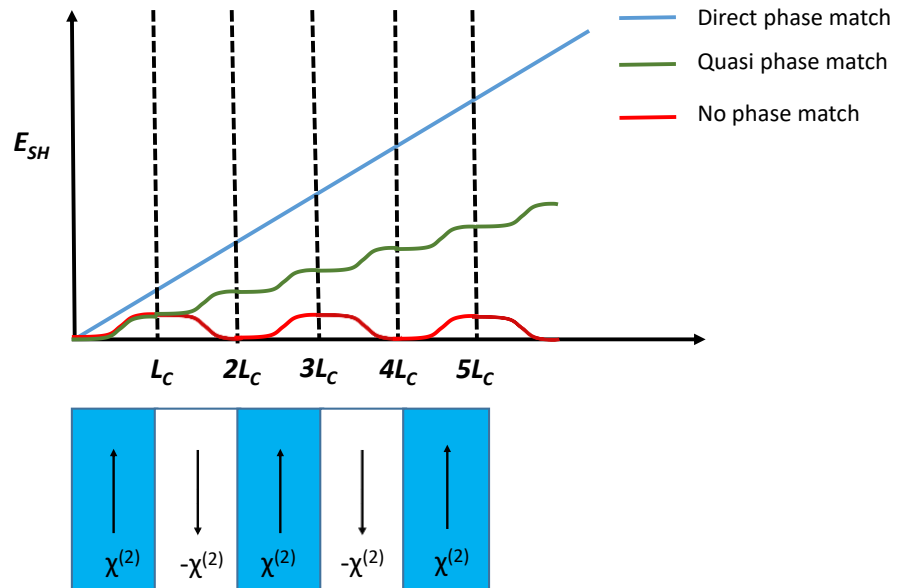 Direct phase match
Quasi phase match
No phase match
E_SH
L_C 2L_C 3L_C 4L_C 5L_C
χ⁽²⁾ -χ⁽²⁾ χ⁽²⁾ -χ⁽²⁾ χ⁽²⁾